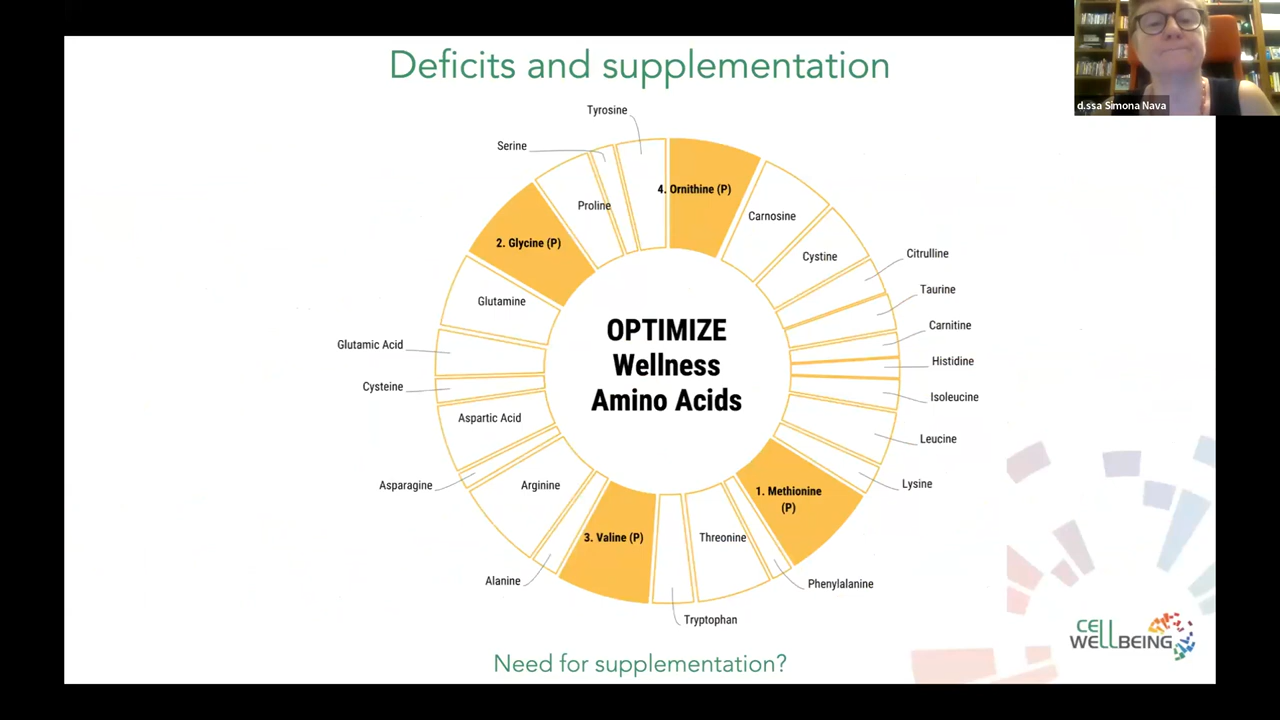 Deficits and supplementation
d.ssa Simona Nava
Tyrosine
Serine
4. Ornithine (P)
Proline
Carnosine
2. Glycine (P)
Cystine
Citrulline
Taurine
Glutamine
Carnitine
Glutamic Acid
Histidine
Cysteine
Isoleucine
Aspartic Acid
Leucine
OPTIMIZE
Wellness
Amino Acids
Asparagine
Arginine
Lysine
1. Methionine
(P)
3. Valine (P)
Threonine
Alanine
Phenylalanine
Tryptophan
CELL
WELLBEING
Need for supplementation?